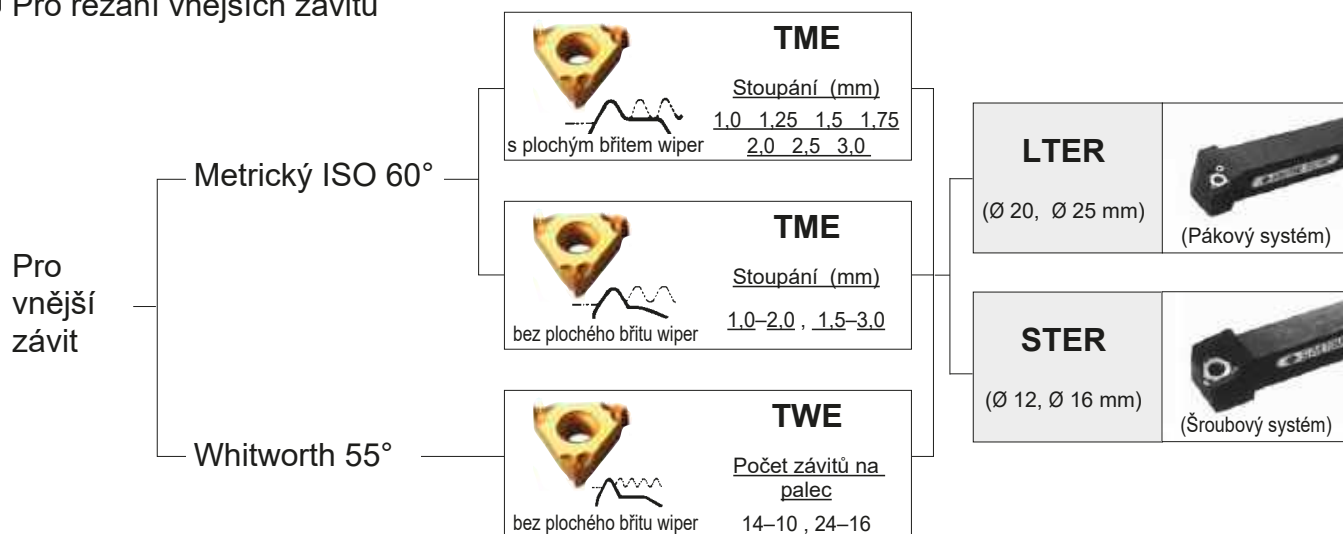 Pro řezání vnějších závitů
Pro
vnější
závit
Metrický ISO 60°
Whitworth 55°
TME
Stoupání (mm)
1,0 1,25 1,5 1,75
2,0 2,5 3,0
s plochým břitem wiper
TME
Stoupání (mm)
1,0–2,0 , 1,5–3,0
bez plochého břitu wiper
TWE
Počet závitů na
palec
14–10 , 24–16
bez plochého břitu wiper
LTER
(Ø 20, Ø 25 mm)
(Pákový systém)
STER
(Ø 12, Ø 16 mm)
(Šroubový systém)